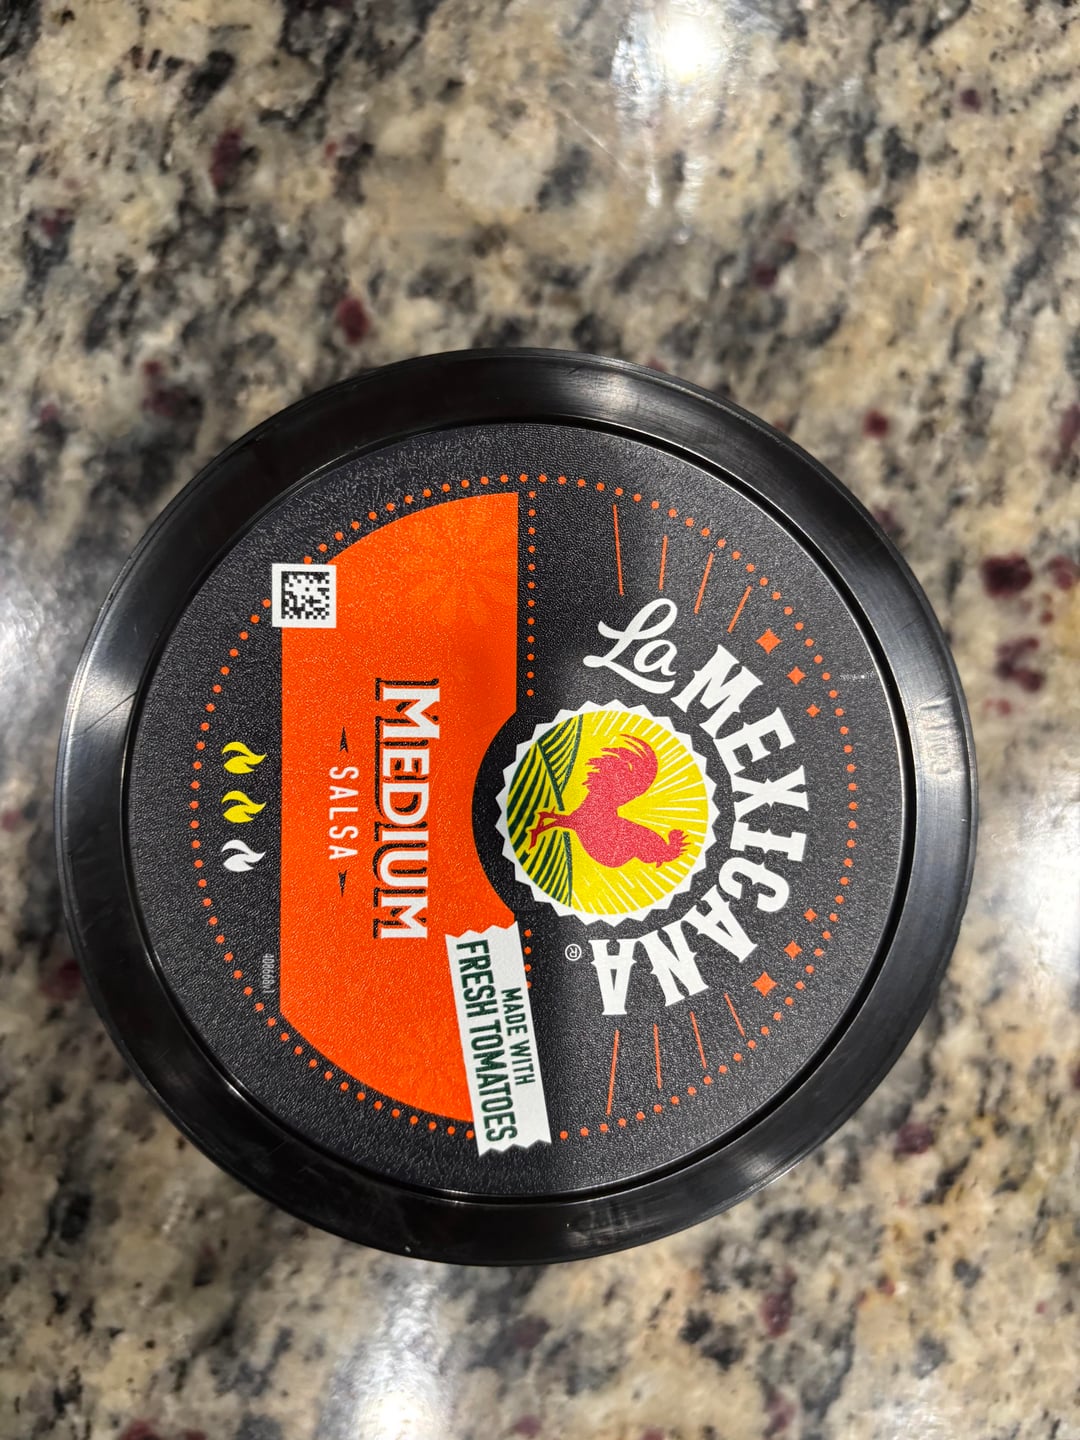 La MEXICANA®
MADE WITH
FRESH TOMATOES
MEDIUM
SALSA